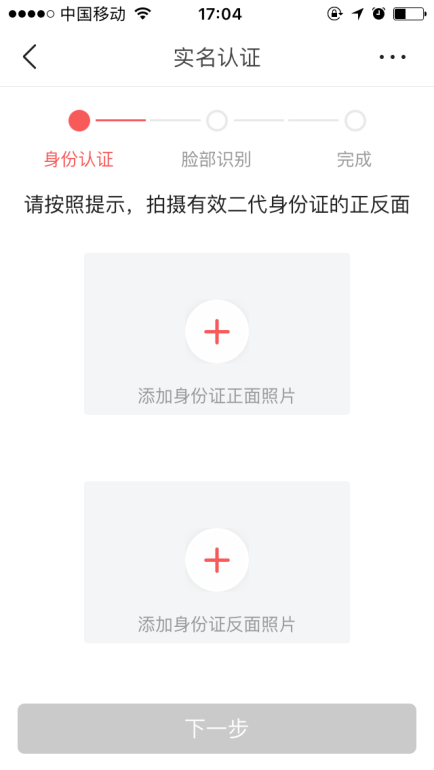 中国移动 17:04
实名认证
身份认证 脸部识别 完成
请按照提示，拍摄有效二代身份证的正反面
添加身份证正面照片
添加身份证反面照片
下一步